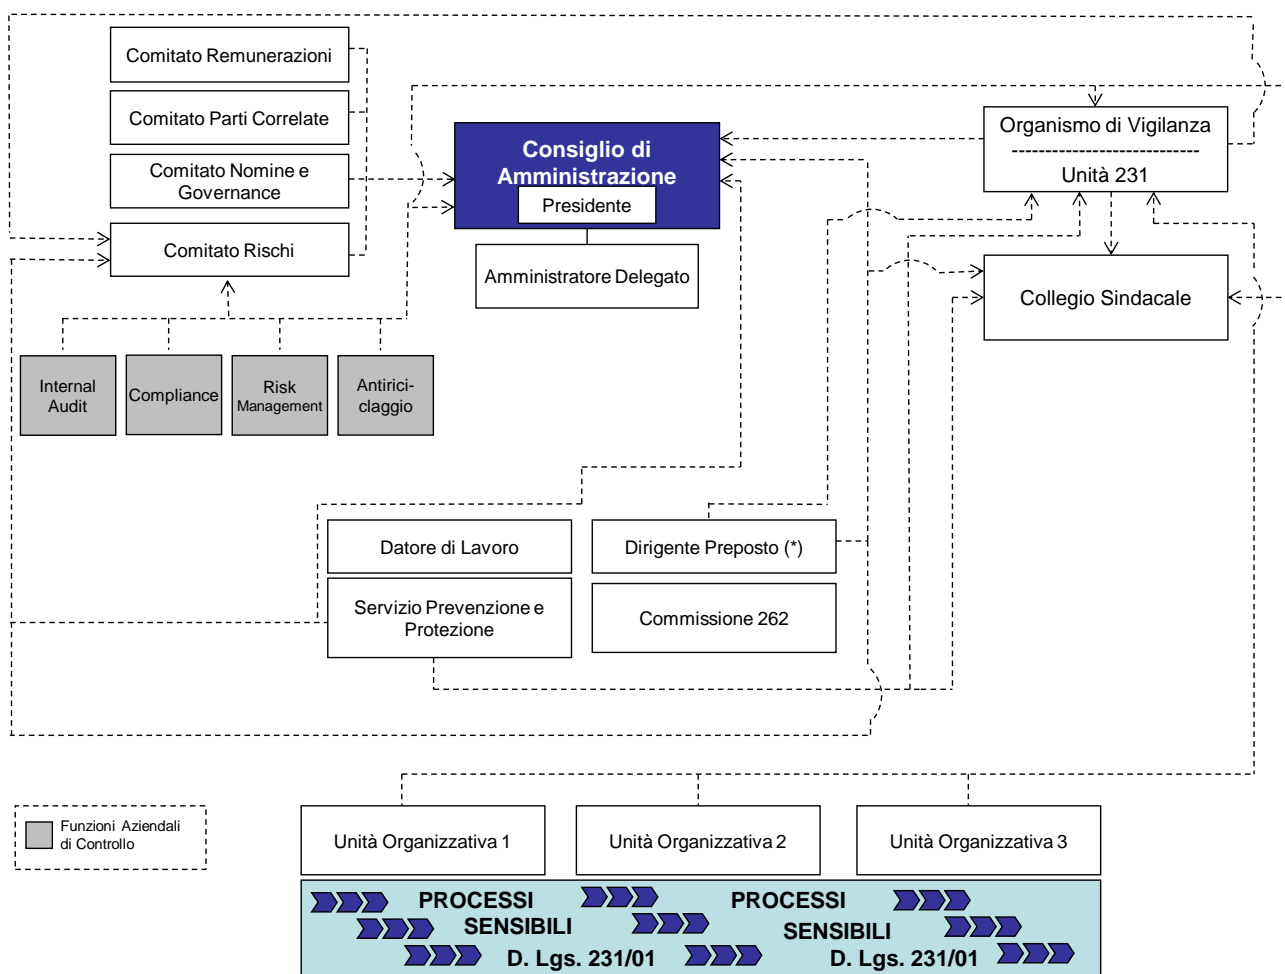 Comitato Remunerazioni
Comitato Parti Correlate
Comitato Nomine e
Governance
Comitato Rischi
Consiglio di
Amministrazione
Presidente
Amministratore Delegato
Organismo di Vigilanza
Unità 231
Collegio Sindacale
Internal
Audit
Compliance
Risk
Management
Antirici-
claggio
Datore di Lavoro
Dirigente Preposto (*)
Servizio Prevenzione e
Protezione
Commissione 262
Funzioni Aziendali
di Controllo
Unità Organizzativa 1
Unità Organizzativa 2
Unità Organizzativa 3
PROCESSI
SENSIBILI
D. Lgs. 231/01
PROCESSI
SENSIBILI
D. Lgs. 231/01